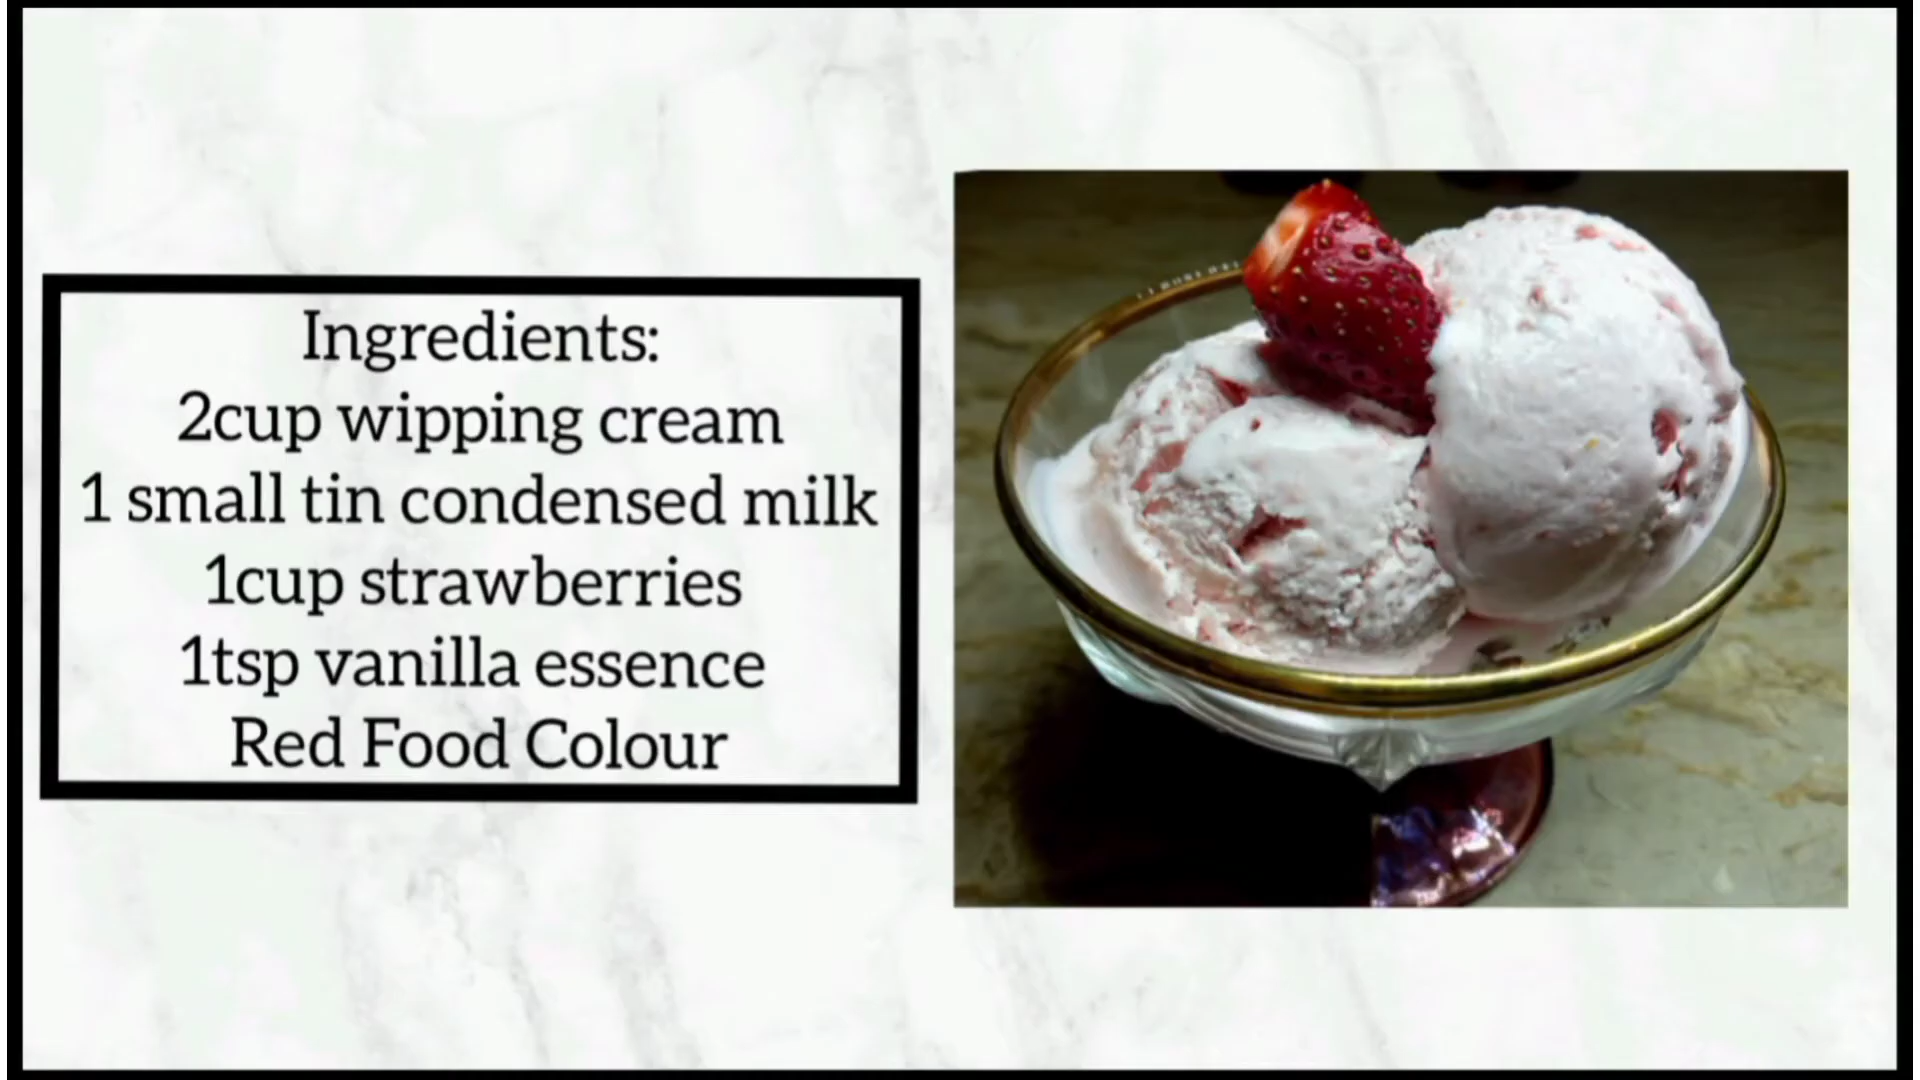 Ingredients:
2cup wipping cream
1 small tin condensed milk
1cup strawberries
1tsp vanilla essence
Red Food Colour